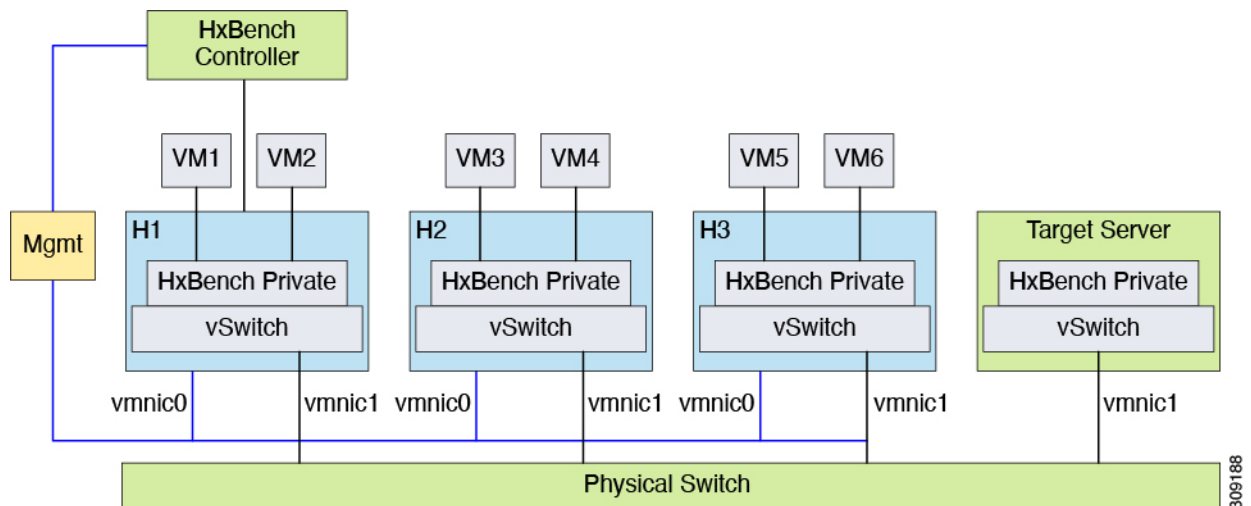 HxBench
Controller
VM1
VM2
VM3
VM4
VM5
VM6
Mgmt
H1
H2
H3
Target Server
HxBench Private
HxBench Private
HxBench Private
HxBench Private
vSwitch
vSwitch
vSwitch
vSwitch
vmnic0
vmnic1
vmnic0
vmnic1
vmnic0
vmnic1
vmnic1
Physical Switch
309188